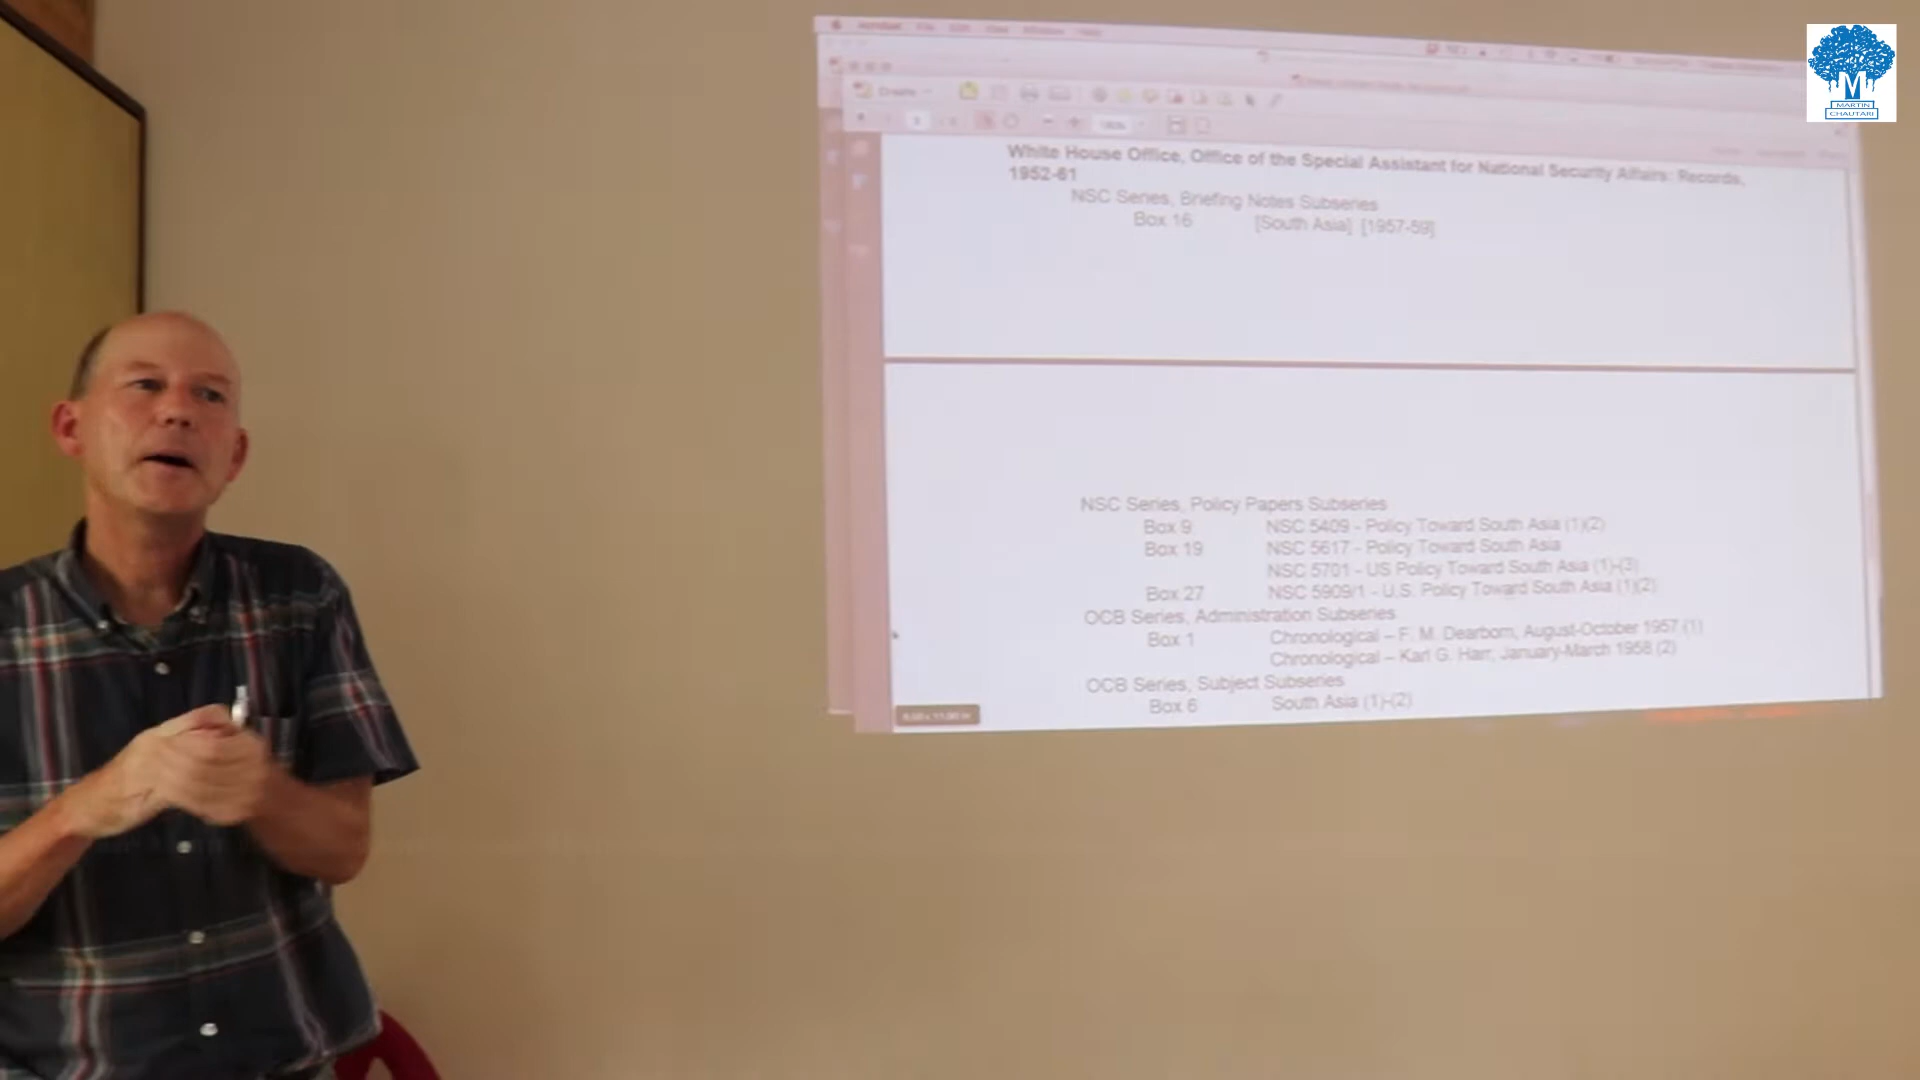 M
MARTIN
CHAUTARI
Create
White House Office, Office of the Special Assistant for National Security Affairs: Records,
1952-61
NSC Series, Briefing Notes Subseries
Box 16 [South Asia] [1957-59]
NSC Series, Policy Papers Subseries
Box 9 NSC 5409 - Policy Toward South Asia (1)(2)
Box 19 NSC 5617 - Policy Toward South Asia
NSC 5701 - US Policy Toward South Asia (1)-(3)
Box 27 NSC 5909/1 - U.S. Policy Toward South Asia (1)(2)
OCB Series, Administration Subseries
Box 1 Chronological – F. M. Dearborn, August-October 1957 (1)
Chronological – Karl G. Harr, January-March 1958 (2)
OCB Series, Subject Subseries
Box 6 South Asia (1)-(2)